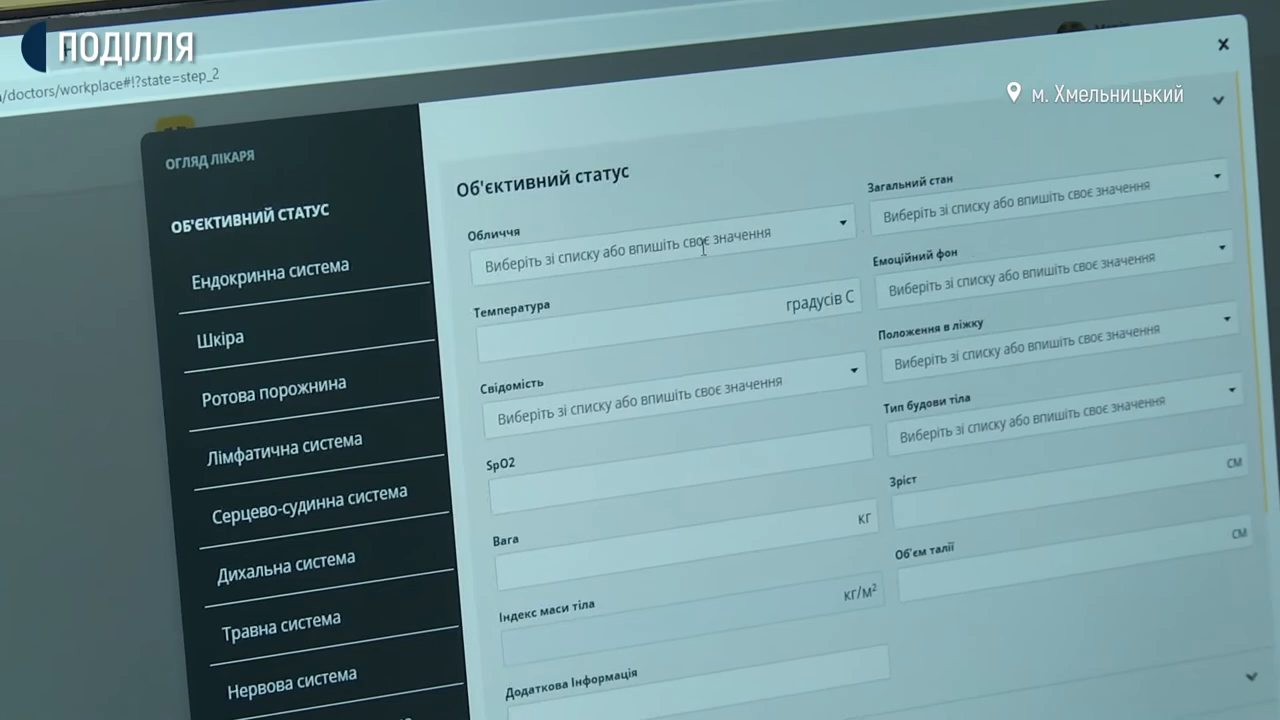 ПОДІЛЛЯ
/doctors/workplace#!?state=step_2
м. Хмельницький
ОГЛЯД ЛІКАРЯ
ОБ'ЄКТИВНИЙ СТАТУС
Ендокринна система
Шкіра
Ротова порожнина
Лімфатична система
Серцево-судинна система
Дихальна система
Травна система
Нервова система
Об'єктивний статус
Обличчя
Виберіть зі списку або впишіть своє значення
Температура
градусів С
Свідомість
Виберіть зі списку або впишіть своє значення
SpO2
Вага
кг
Індекс маси тіла
кг/м²
Додаткова Інформація
Загальний стан
Виберіть зі списку або впишіть своє значення
Емоційний фон
Виберіть зі списку або впишіть своє значення
Положення в ліжку
Виберіть зі списку або впишіть своє значення
Тип будови тіла
Виберіть зі списку або впишіть своє значення
Зріст
см
Об'єм талії
см